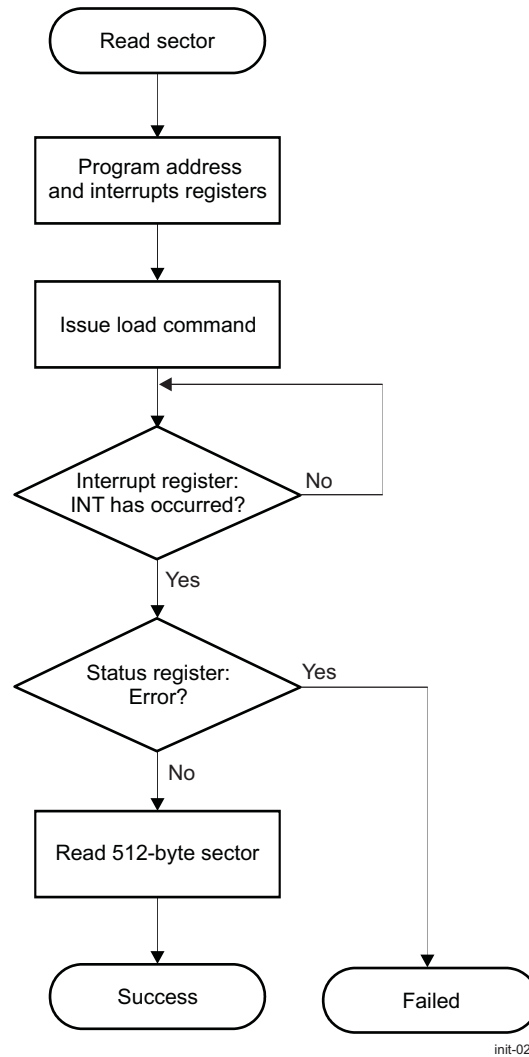 Read sector
Program address
and interrupts registers
Issue load command
Interrupt register:
INT has occurred?
No
Yes
Status register:
Error?
Yes
No
Read 512-byte sector
Success
Failed
init-02